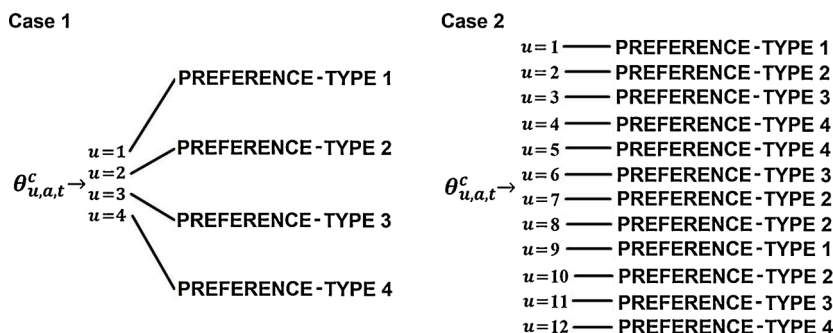 Case 1
PREFERENCE-TYPE 1
u=1
PREFERENCE-TYPE 2
u=2
θ^c_{u,a,t}→
u=3
u=4
PREFERENCE-TYPE 3
PREFERENCE-TYPE 4
Case 2
θ^c_{u,a,t}→
u=1 PREFERENCE-TYPE 1
u=2 PREFERENCE-TYPE 2
u=3 PREFERENCE-TYPE 3
u=4 PREFERENCE-TYPE 4
u=5 PREFERENCE-TYPE 4
u=6 PREFERENCE-TYPE 3
u=7 PREFERENCE-TYPE 2
u=8 PREFERENCE-TYPE 2
u=9 PREFERENCE-TYPE 1
u=10 PREFERENCE-TYPE 2
u=11 PREFERENCE-TYPE 3
u=12 PREFERENCE-TYPE 4